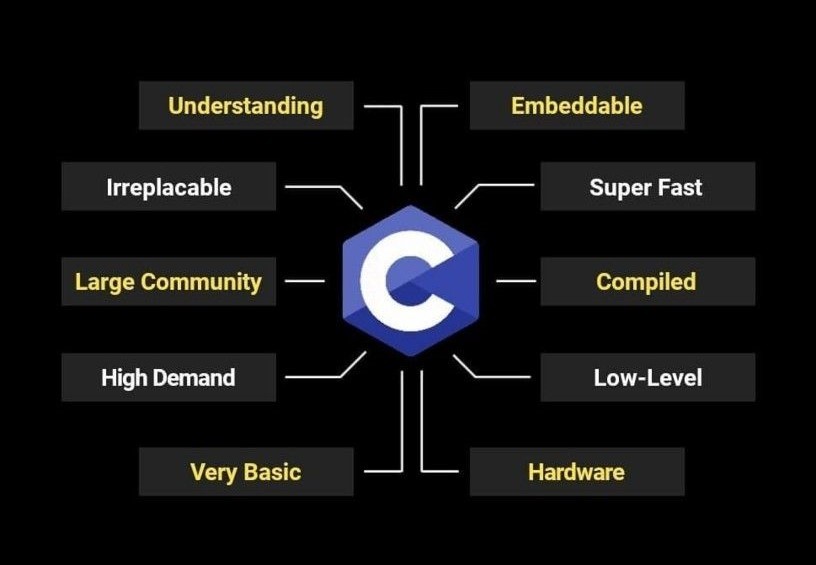 Understanding
Embeddable
Irreplacable
Super Fast
C
Large Community
Compiled
High Demand
Low-Level
Very Basic
Hardware